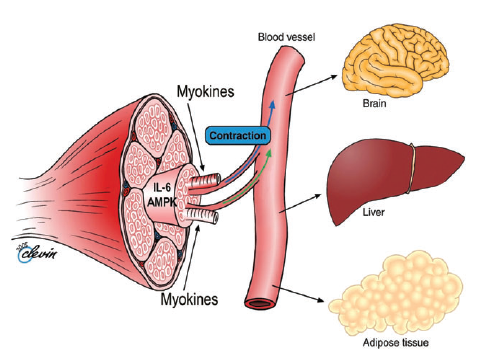 Blood vessel
Myokines
Brain
Contraction
IL-6
AMPK
Liver
clevin
Myokines
Adipose tissue